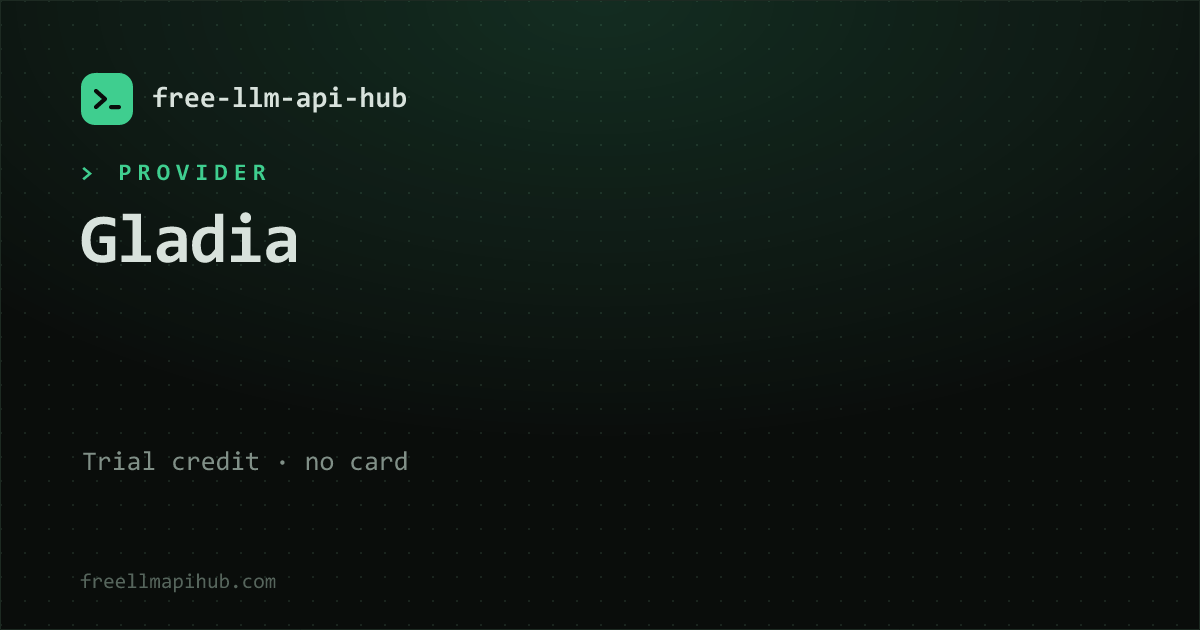 free-llm-api-hub
> PROVIDER
Gladia
Trial credit · no card
freellmapihub.com